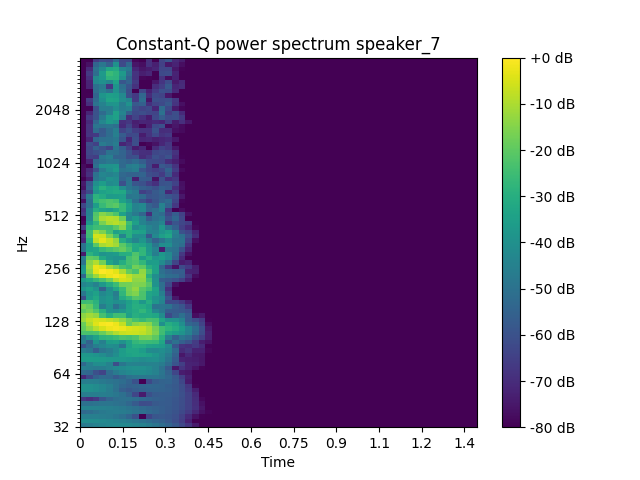 Constant-Q power spectrum speaker_7
Hz
2048
1024
512
256
128
64
32
0 0.15 0.3 0.45 0.6 0.75 0.9 1.1 1.2 1.4
Time
+0 dB
-10 dB
-20 dB
-30 dB
-40 dB
-50 dB
-60 dB
-70 dB
-80 dB